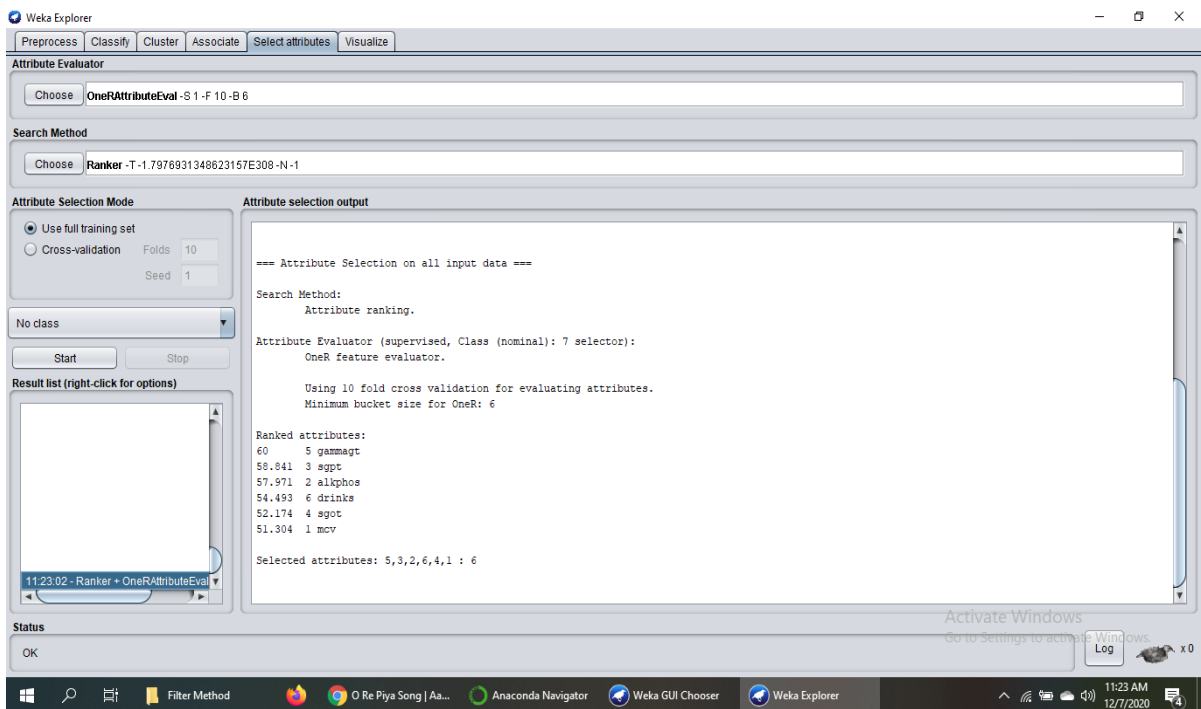 Weka Explorer
Preprocess Classify Cluster Associate Select attributes Visualize
Attribute Evaluator
Choose OneRAttributeEval -S 1 -F 10 -B 6
Search Method
Choose Ranker -T -1.7976931348623157E308 -N -1
Attribute Selection Mode
Use full training set
Cross-validation Folds 10
Seed 1
No class
Start Stop
Result list (right-click for options)
11:23:02 - Ranker + OneRAttributeEval
Attribute selection output
=== Attribute Selection on all input data ===
Search Method:
Attribute ranking.
Attribute Evaluator (supervised, Class (nominal): 7 selector):
OneR feature evaluator.
Using 10 fold cross validation for evaluating attributes.
Minimum bucket size for OneR: 6
Ranked attributes:
60 5 gammagt
58.841 3 sgpt
57.971 2 alkphos
54.493 6 drinks
52.174 4 sgot
51.304 1 mcv
Selected attributes: 5,3,2,6,4,1 : 6
Activate Windows
Go to Settings to activate Windows.
Status
OK
Log x 0
Filter Method
O Re Piya Song | Aa...
Anaconda Navigator
Weka GUI Chooser
Weka Explorer
11:23 AM
12/7/2020
4